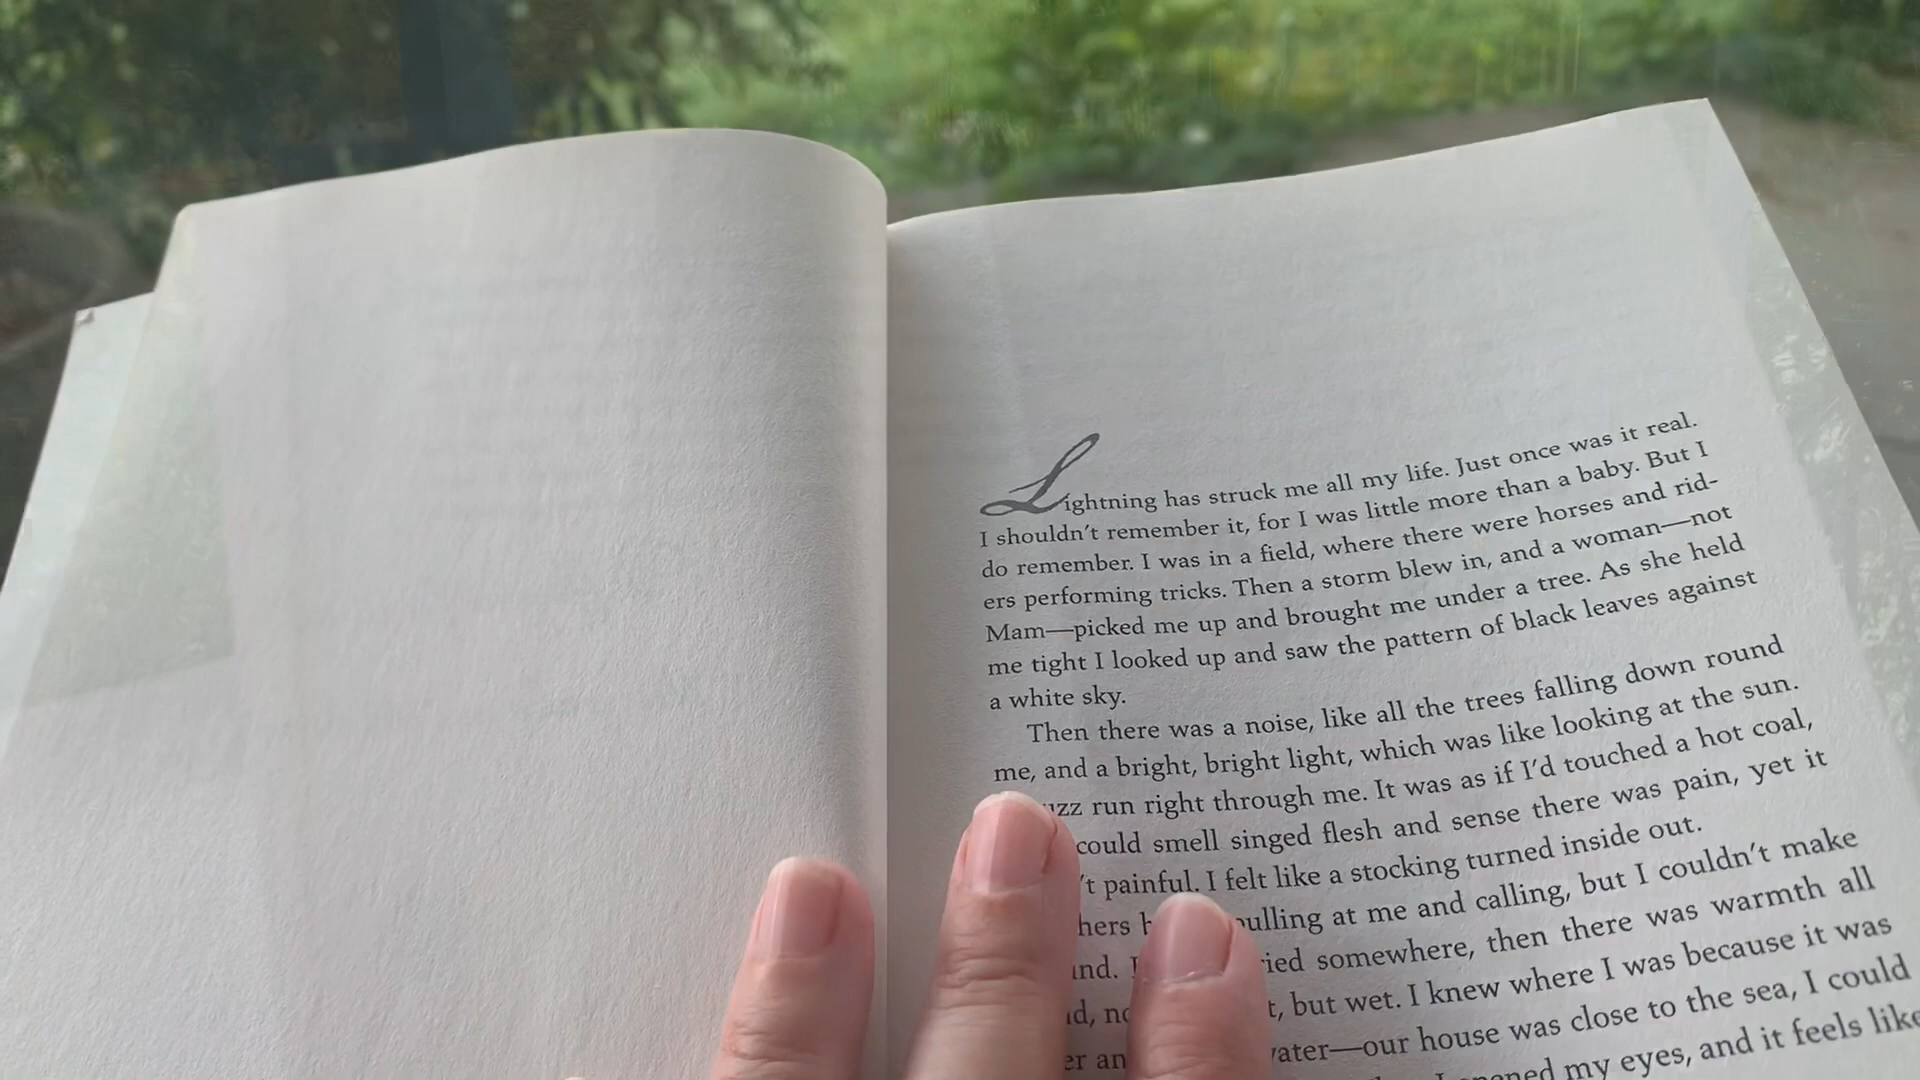 Lightning has struck me all my life. Just once was it real.
I shouldn't remember it, for I was little more than a baby. But I
do remember. I was in a field, where there were horses and rid-
ers performing tricks. Then a storm blew in, and a woman—not
Mam—picked me up and brought me under a tree. As she held
me tight I looked up and saw the pattern of black leaves against
a white sky.
Then there was a noise, like all the trees falling down round
me, and a bright, bright light, which was like looking at the sun.
run right through me. It was as if I'd touched a hot coal,
could smell singed flesh and sense there was pain, yet it
painful. I felt like a stocking turned inside out.
pulling at me and calling, but I couldn't make
somewhere, then there was warmth all
but wet. I knew where I was because it was
our house was close to the sea, I could
my eyes, and it feels like